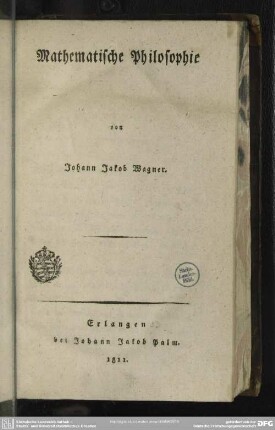 Mathematische Philosophie
von
Johann Jakob Wagner.
Erlangen
bei Johann Jakob Palm.
1811.